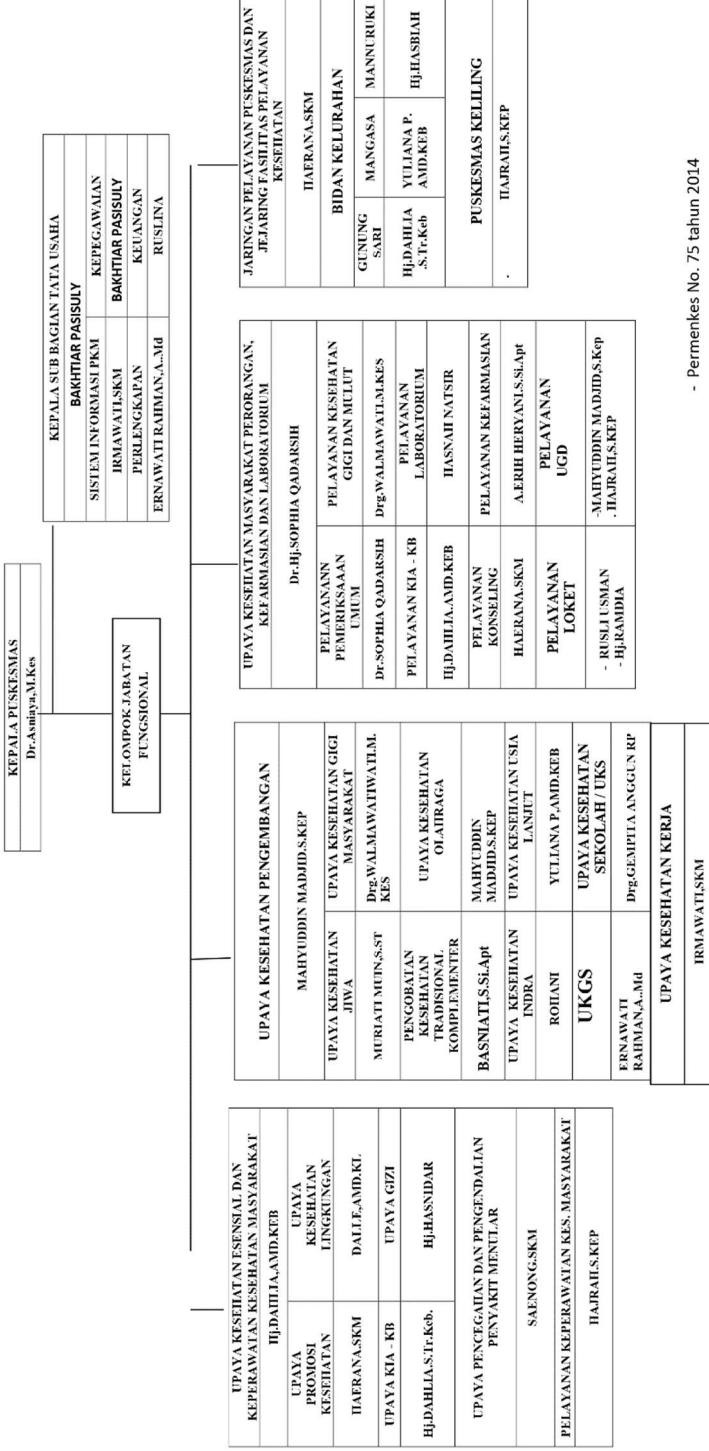 KEPALA PUSKESMAS
Dr.Asniaya,M.Kes
KEPALA SUB BAGIAN TATA USAHA
BAKHTIAR PASISULY
SISTEM INFORMASI PKM
KEPEGAWAIAN
IRMAWATI,SKM
BAKHTIAR PASISULY
PERLENGKAPAN
KEUANGAN
ERNAWATI RAHMAN,A..Md
RUSLINA
KELOMPOK JABATAN
FUNGSIONAL
UPAYA KESEHATAN ESENSIAL DAN
KEPERAWATAN KESEHATAN MASYARAKAT
Hj.DAHLIA,AMD.KEB
UPAYA
PROMOSI
KESEHATAN
UPAYA
KESEHATAN
LINGKUNGAN
HAERANA.SKM
DALLE,AMD.KL
UPAYA KIA - KB
UPAYA GIZI
Hj.DAHLIA.S.Tr.Keb.
Hj.HASNIDAR
UPAYA PENCEGAHAN DAN PENGENDALIAN
PENYAKIT MENULAR
SAENONG.SKM
PELAYANAN KEPERAWATAN KES. MASYARAKAT
HAJRAH.S.KEP
UPAYA KESEHATAN PENGEMBANGAN
MAHYUDDIN MADJID.S.KEP
UPAYA KESEHATAN
JIWA
UPAYA KESEHATAN GIGI
MASYARAKAT
MURIATI MUIN,S.ST
Drg.WALMAWATIWATI.M.
KES
PENGOBATAN
KESEHATAN
TRADISIONAL
KOMPLEMENTER
UPAYA KESEHATAN
OLAHRAGA
BASNIATI,S.Si.Apt
MAHYUDDIN
MADJID.S.KEP
UPAYA KESEHATAN
INDRA
UPAYA KESEHATAN USIA
LANJUT
ROHANI
YULIANA P,AMD.KEB
UKGS
UPAYA KESEHATAN
SEKOLAH / UKS
ERNAWATI
RAHMAN,A..Md
Drg.GEMPITA ANGGUN RP
UPAYA KESEHATAN KERJA
IRMAWATI,SKM
UPAYA KESEHATAN MASYARAKAT PERORANGAN,
KEFARMASIAN DAN LABORATORIUM
Dr.Hj.SOPHIA QADARSIH
PELAYANANN
PEMERIKSAAAN
UMUM
PELAYANAN KESEHATAN
GIGI DAN MULUT
Dr.SOPHIA QADARSIH
Drg.WALMAWATI.M.KES
PELAYANAN KIA - KB
PELAYANAN
LABORATORIUM
Hj.DAHLIA.AMD.KEB
HASNAH NATSIR
PELAYANAN
KONSELING
PELAYANAN KEFARMASIAN
HAERANA.SKM
A.ERIH HERYANI,S.Si.Apt
PELAYANAN
LOKET
PELAYANAN
UGD
- RUSLI USMAN
- Hj.RAMDIA
-MAHYUDDIN MADJID,S.Kep
. HAJRAH,S.KEP
JARINGAN PELAYANAN PUSKESMAS DAN
JEJARING FASILITAS PELAYANAN
KESEHATAN
HAERANA.SKM
BIDAN KELURAHAN
GUNUNG
SARI
MANGASA
MANNURUKI
Hj.DAHLIA
.S.Tr.Keb
YULIANA P.
AMD.KEB
Hj.HASBIAH
PUSKESMAS KELILING
.
HAJRAH,S.KEP
- Permenkes No. 75 tahun 2014